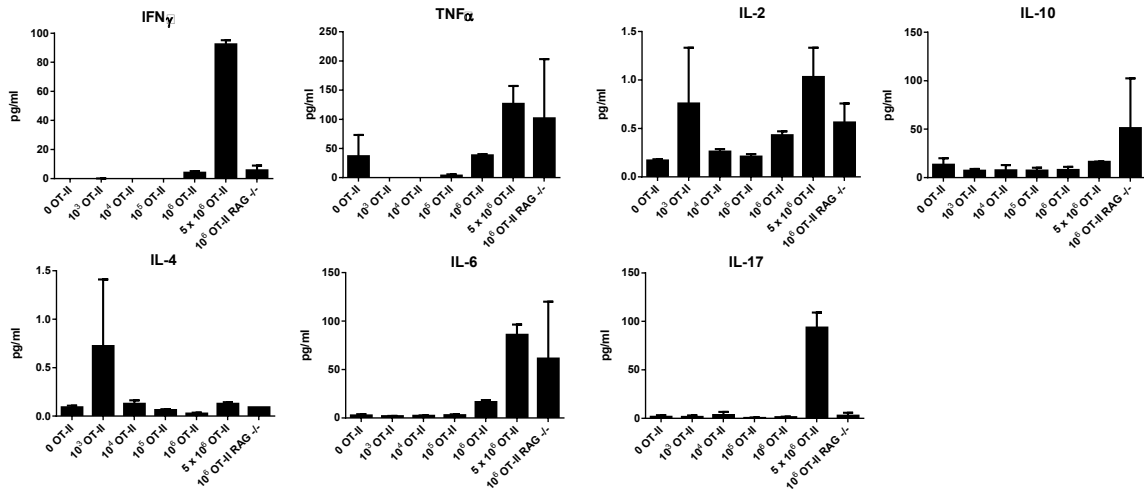 IFNγ
pg/ml
100
80
60
40
20
0
0 OT-II
10³ OT-II
10⁴ OT-II
10⁵ OT-II
10⁶ OT-II
5 x 10⁶ OT-II
10⁶ OT-II RAG -/-
TNFα
pg/ml
250
200
150
100
50
0
0 OT-II
10³ OT-II
10⁴ OT-II
10⁵ OT-II
10⁶ OT-II
5 x 10⁶ OT-II
10⁶ OT-II RAG -/-
IL-2
pg/ml
1.5
1.0
0.5
0.0
0 OT-II
10³ OT-II
10⁴ OT-II
10⁵ OT-II
10⁶ OT-II
5 x 10⁶ OT-II
10⁶ OT-II RAG -/-
IL-10
pg/ml
150
100
50
0
0 OT-II
10³ OT-II
10⁴ OT-II
10⁵ OT-II
10⁶ OT-II
5 x 10⁶ OT-II
10⁶ OT-II RAG -/-
IL-4
pg/ml
1.5
1.0
0.5
0.0
0 OT-II
10³ OT-II
10⁴ OT-II
10⁵ OT-II
10⁶ OT-II
5 x 10⁶ OT-II
10⁶ OT-II RAG -/-
IL-6
pg/ml
150
100
50
0
0 OT-II
10³ OT-II
10⁴ OT-II
10⁵ OT-II
10⁶ OT-II
5 x 10⁶ OT-II
10⁶ OT-II RAG -/-
IL-17
pg/ml
150
100
50
0
0 OT-II
10³ OT-II
10⁴ OT-II
10⁵ OT-II
10⁶ OT-II
5 x 10⁶ OT-II
10⁶ OT-II RAG -/-